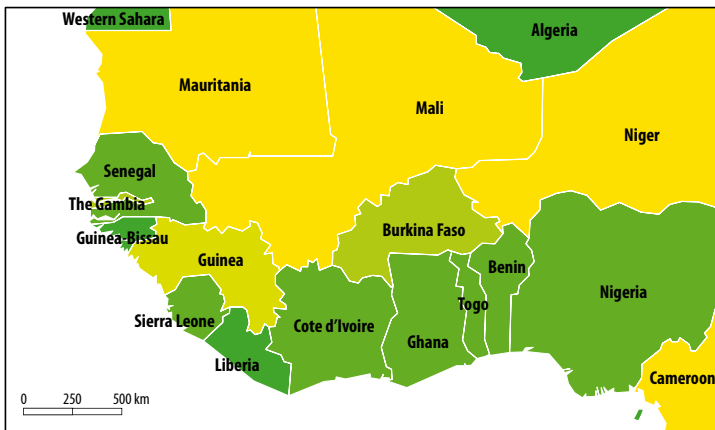 Western Sahara
Algeria
Mauritania
Mali
Niger
Senegal
The Gambia
Guinea-Bissau
Burkina Faso
Guinea
Benin
Nigeria
Togo
Sierra Leone
Cote d'Ivoire
Ghana
Liberia
Cameroon
0 250 500 km